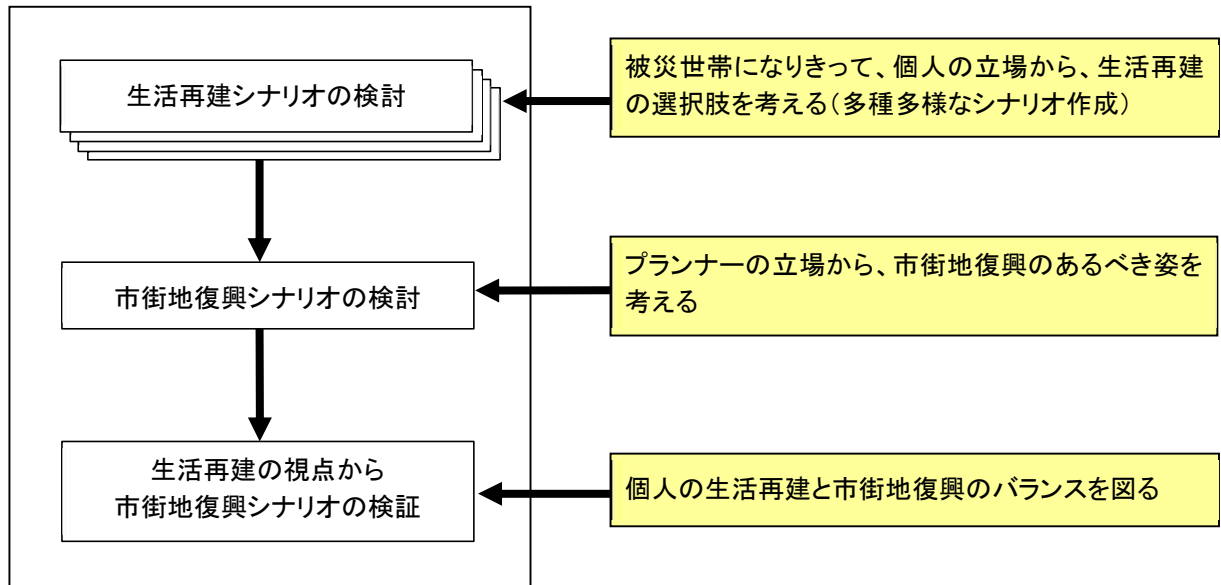 生活再建シナリオの検討
被災世帯になりきって、個人の立場から、生活再建
の選択肢を考える（多種多様なシナリオ作成）
市街地復興シナリオの検討
プランナーの立場から、市街地復興のあるべき姿を
考える
生活再建の視点から
市街地復興シナリオの検証
個人の生活再建と市街地復興のバランスを図る